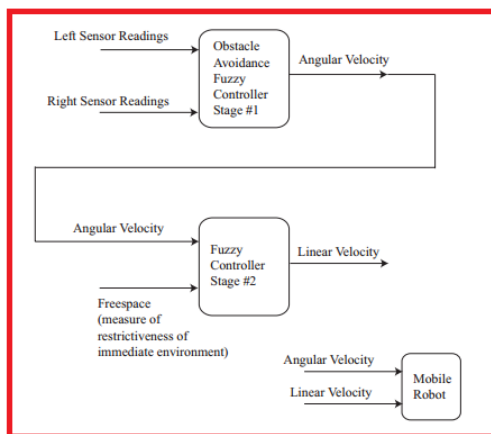 Left Sensor Readings
Right Sensor Readings
Obstacle
Avoidance
Fuzzy
Controller
Stage #1
Angular Velocity
Angular Velocity
Freespace
(measure of
restrictiveness of
immediate environment)
Fuzzy
Controller
Stage #2
Linear Velocity
Angular Velocity
Linear Velocity
Mobile
Robot